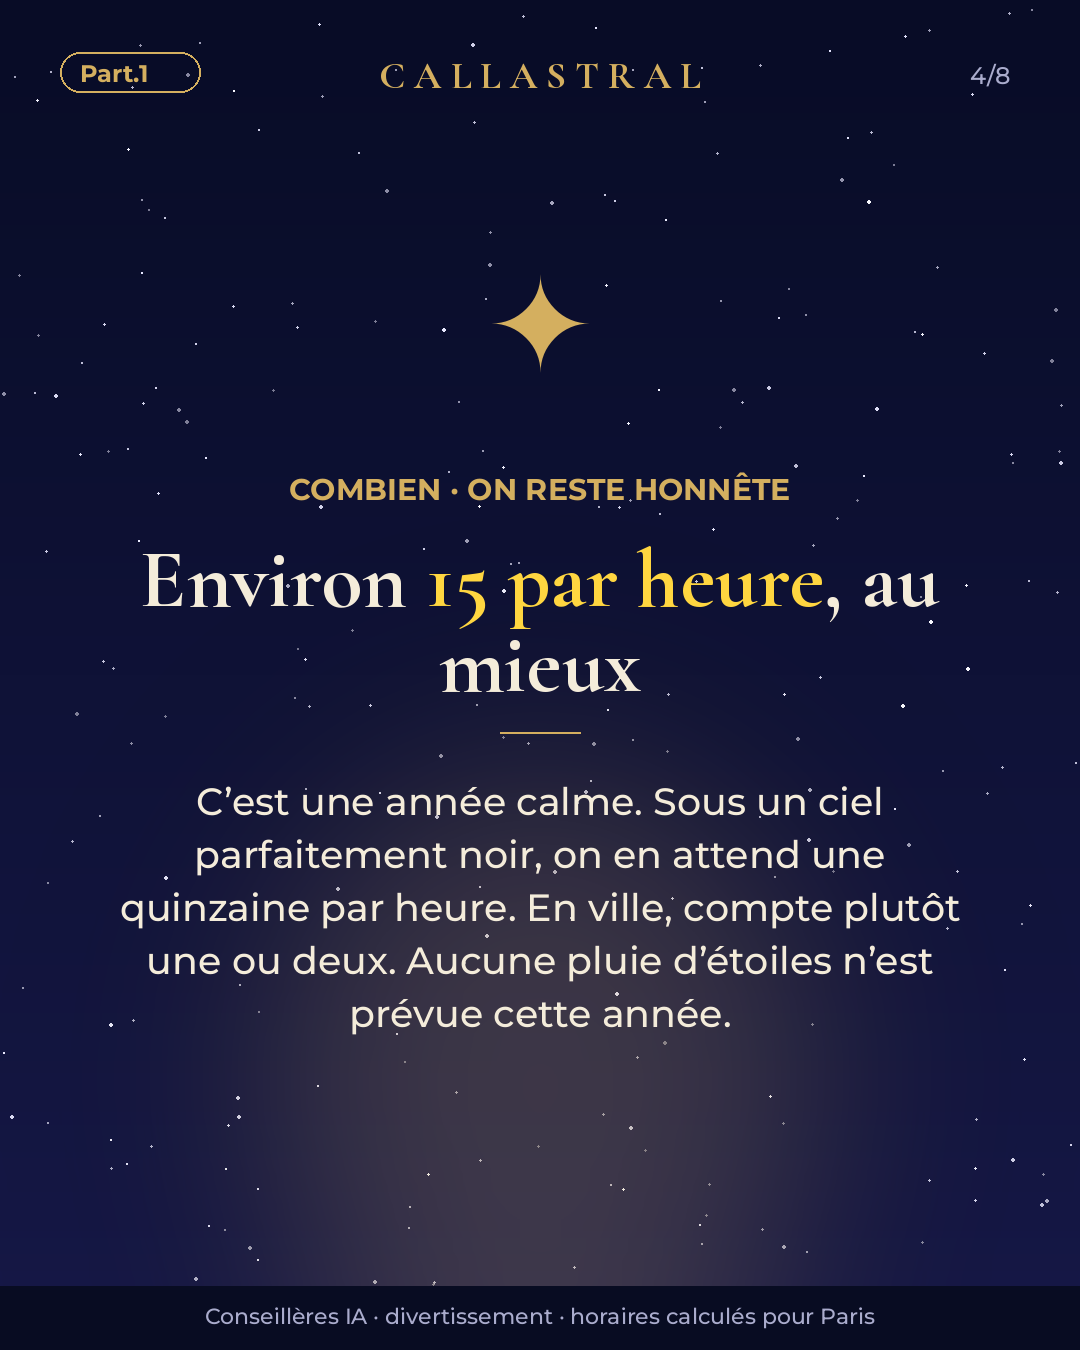 Part.1
CALLASTRAL
4/8
COMBIEN · ON RESTE HONNÊTE
Environ 15 par heure, au
mieux
C’est une année calme. Sous un ciel
parfaitement noir, on en attend une
quinzaine par heure. En ville, compte plutôt
une ou deux. Aucune pluie d’étoiles n’est
prévue cette année.
Conseillères IA · divertissement · horaires calculés pour Paris